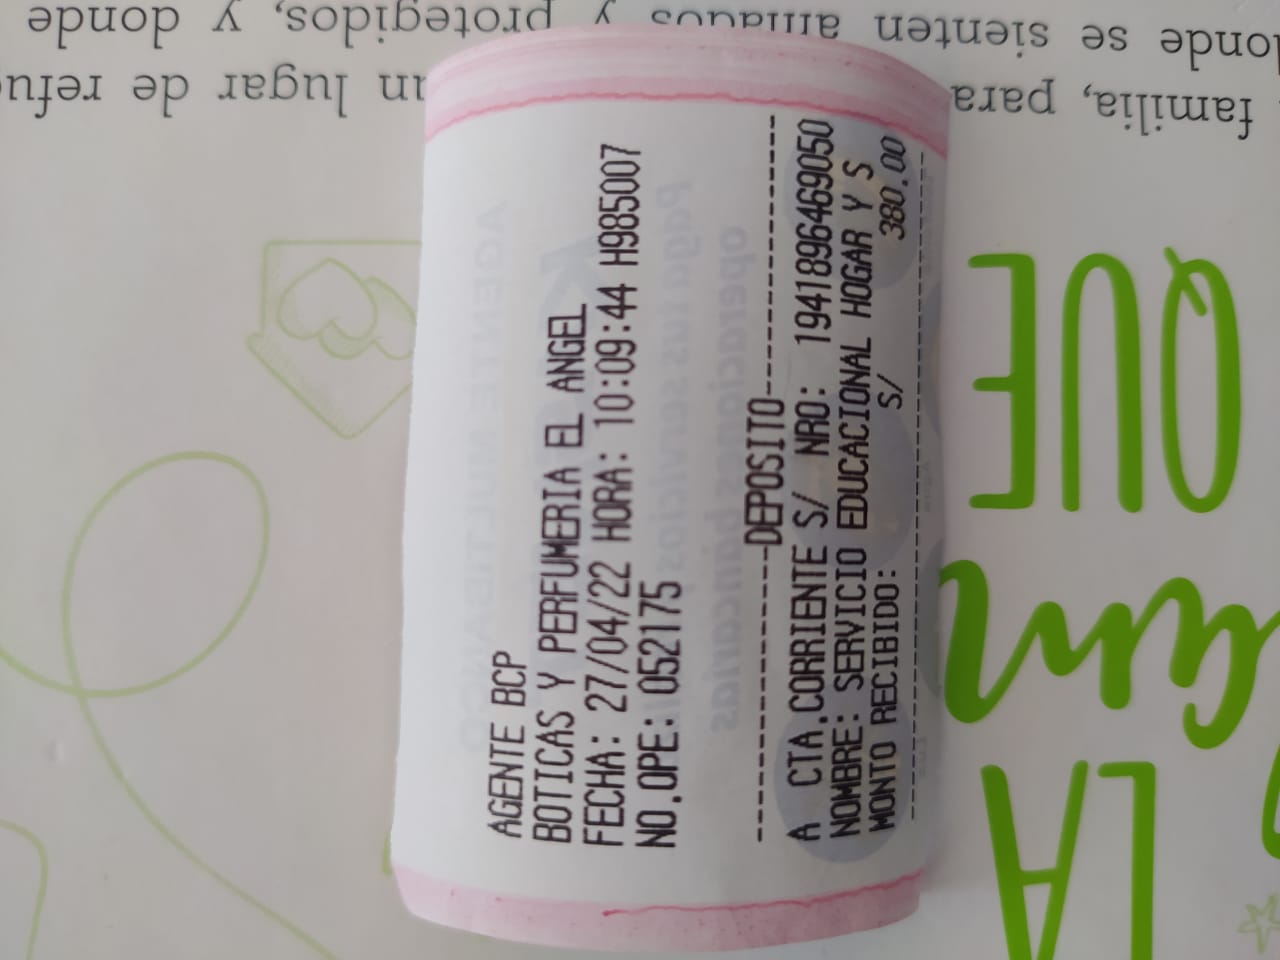 AGENTE BCP
BOTICAS Y PERFUMERIA EL ANGEL
FECHA: 27/04/22 HORA: 10:09:44 H985007
NO.OPE: 052175
----------DEPOSITO----------
A CTA.CORRIENTE S/ NRO: 1941896469050
NOMBRE: SERVICIO EDUCACIONAL HOGAR Y S
MONTO RECIBIDO: S/ 380.00
familia, para
un lugar de
donde se sienten amados y protegidos, y donde
LA
QUE